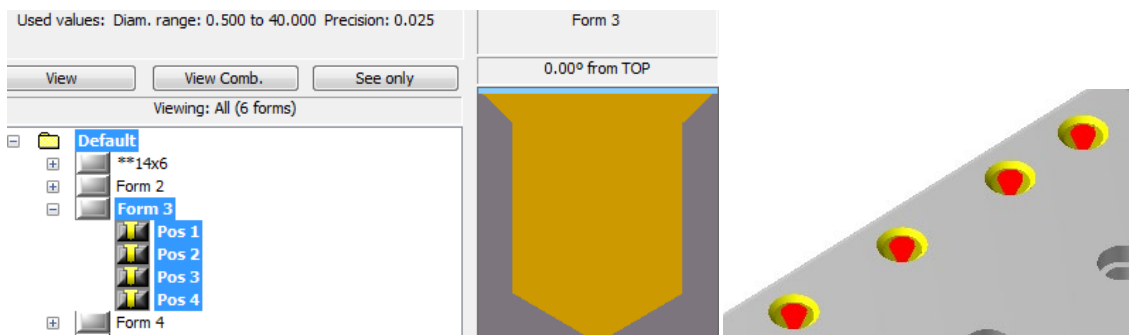 Used values: Diam. range: 0.500 to 40.000 Precision: 0.025
View
View Comb.
See only
Viewing: All (6 forms)
Default
**14x6
Form 2
Form 3
Pos 1
Pos 2
Pos 3
Pos 4
Form 4
Form 3
0.00º from TOP